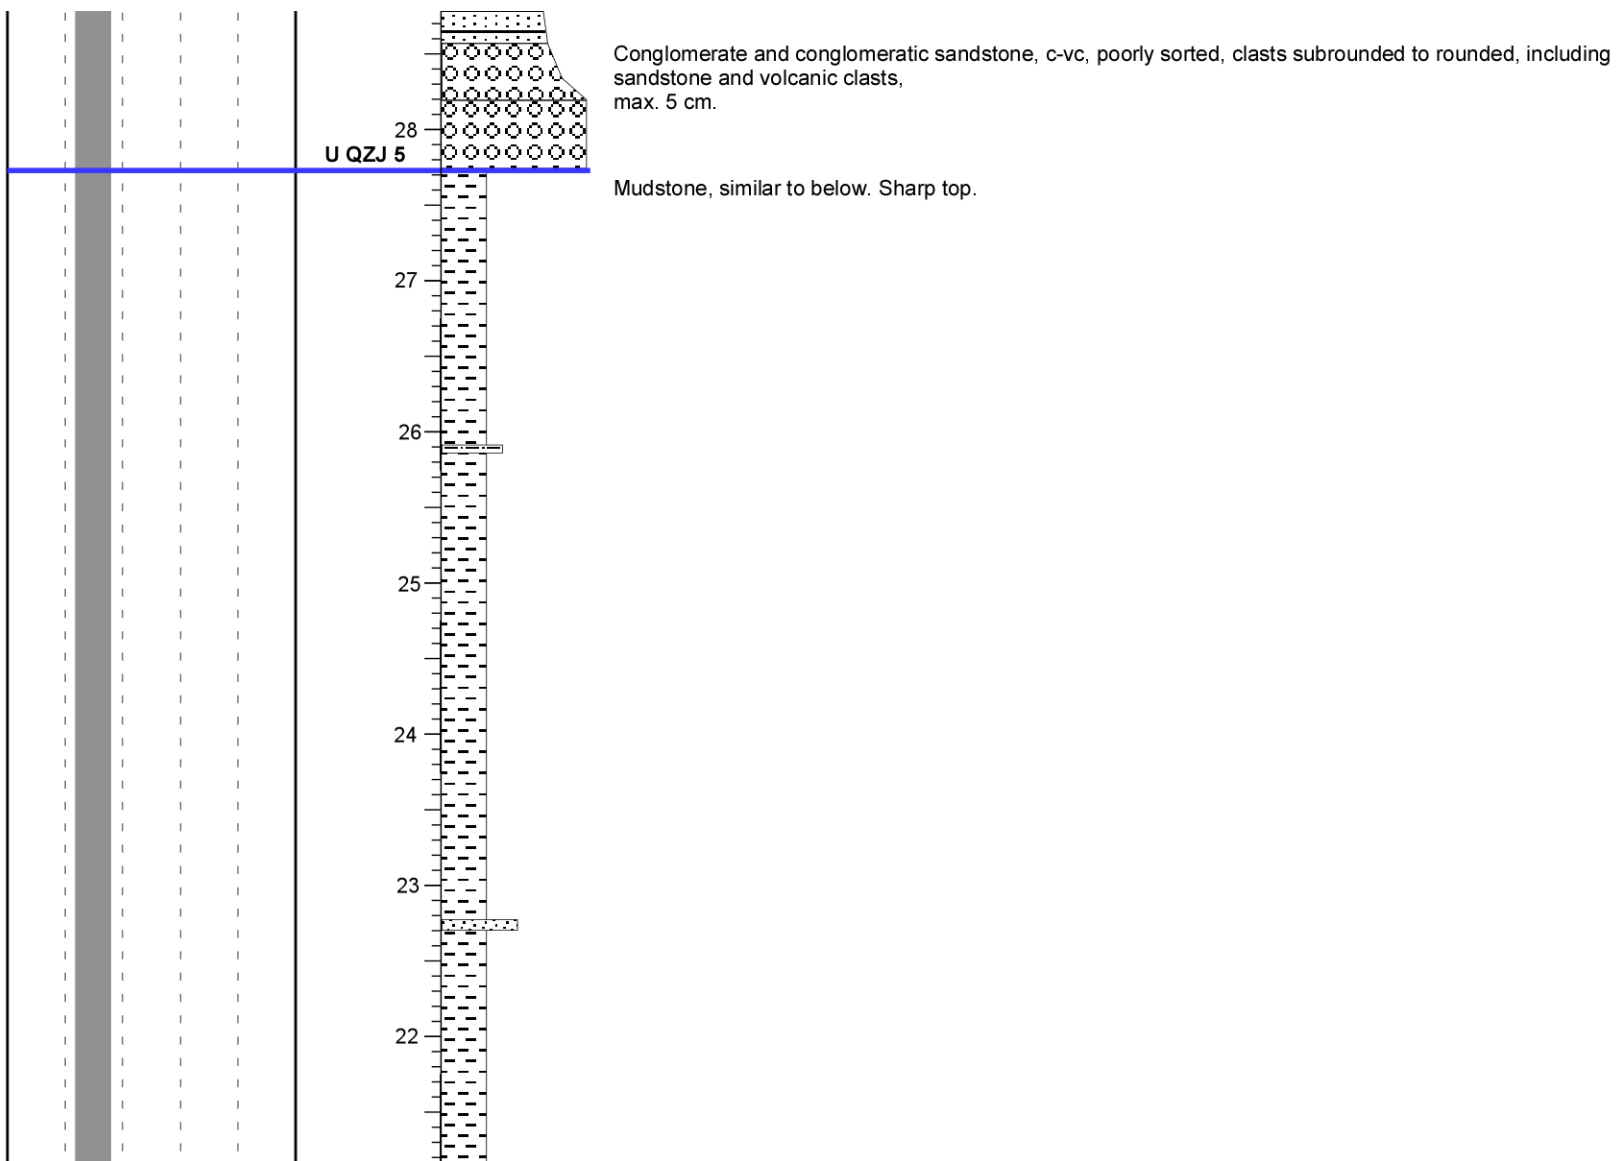 Conglomerate and conglomeratic sandstone, c-vc, poorly sorted, clasts subrounded to rounded, including
sandstone and volcanic clasts,
max. 5 cm.
28
U QZJ 5
Mudstone, similar to below. Sharp top.
27
26
25
24
23
22